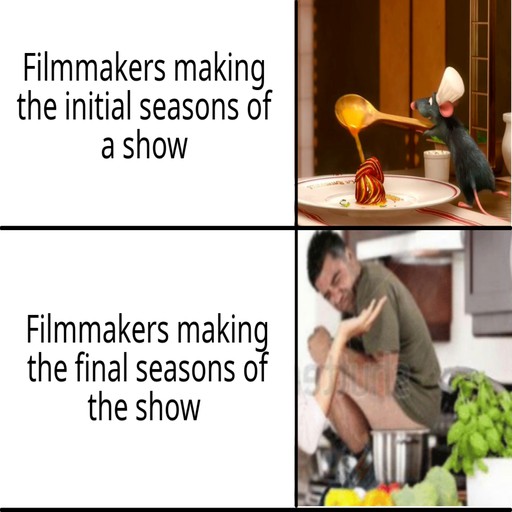 Filmmakers making
the initial seasons of
a show
Filmmakers making
the final seasons of
the show